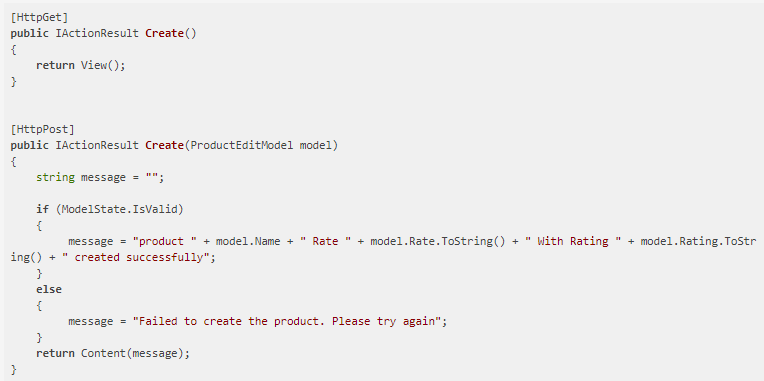 [HttpGet]
public IActionResult Create()
{
    return View();
}
[HttpPost]
public IActionResult Create(ProductEditModel model)
{
    string message = "";
    if (ModelState.IsValid)
    {
         message = "product " + model.Name + " Rate " + model.Rate.ToString() + " With Rating " + model.Rating.ToStr
ing() + " created successfully";
    }
    else
    {
         message = "Failed to create the product. Please try again";
    }
    return Content(message);
}